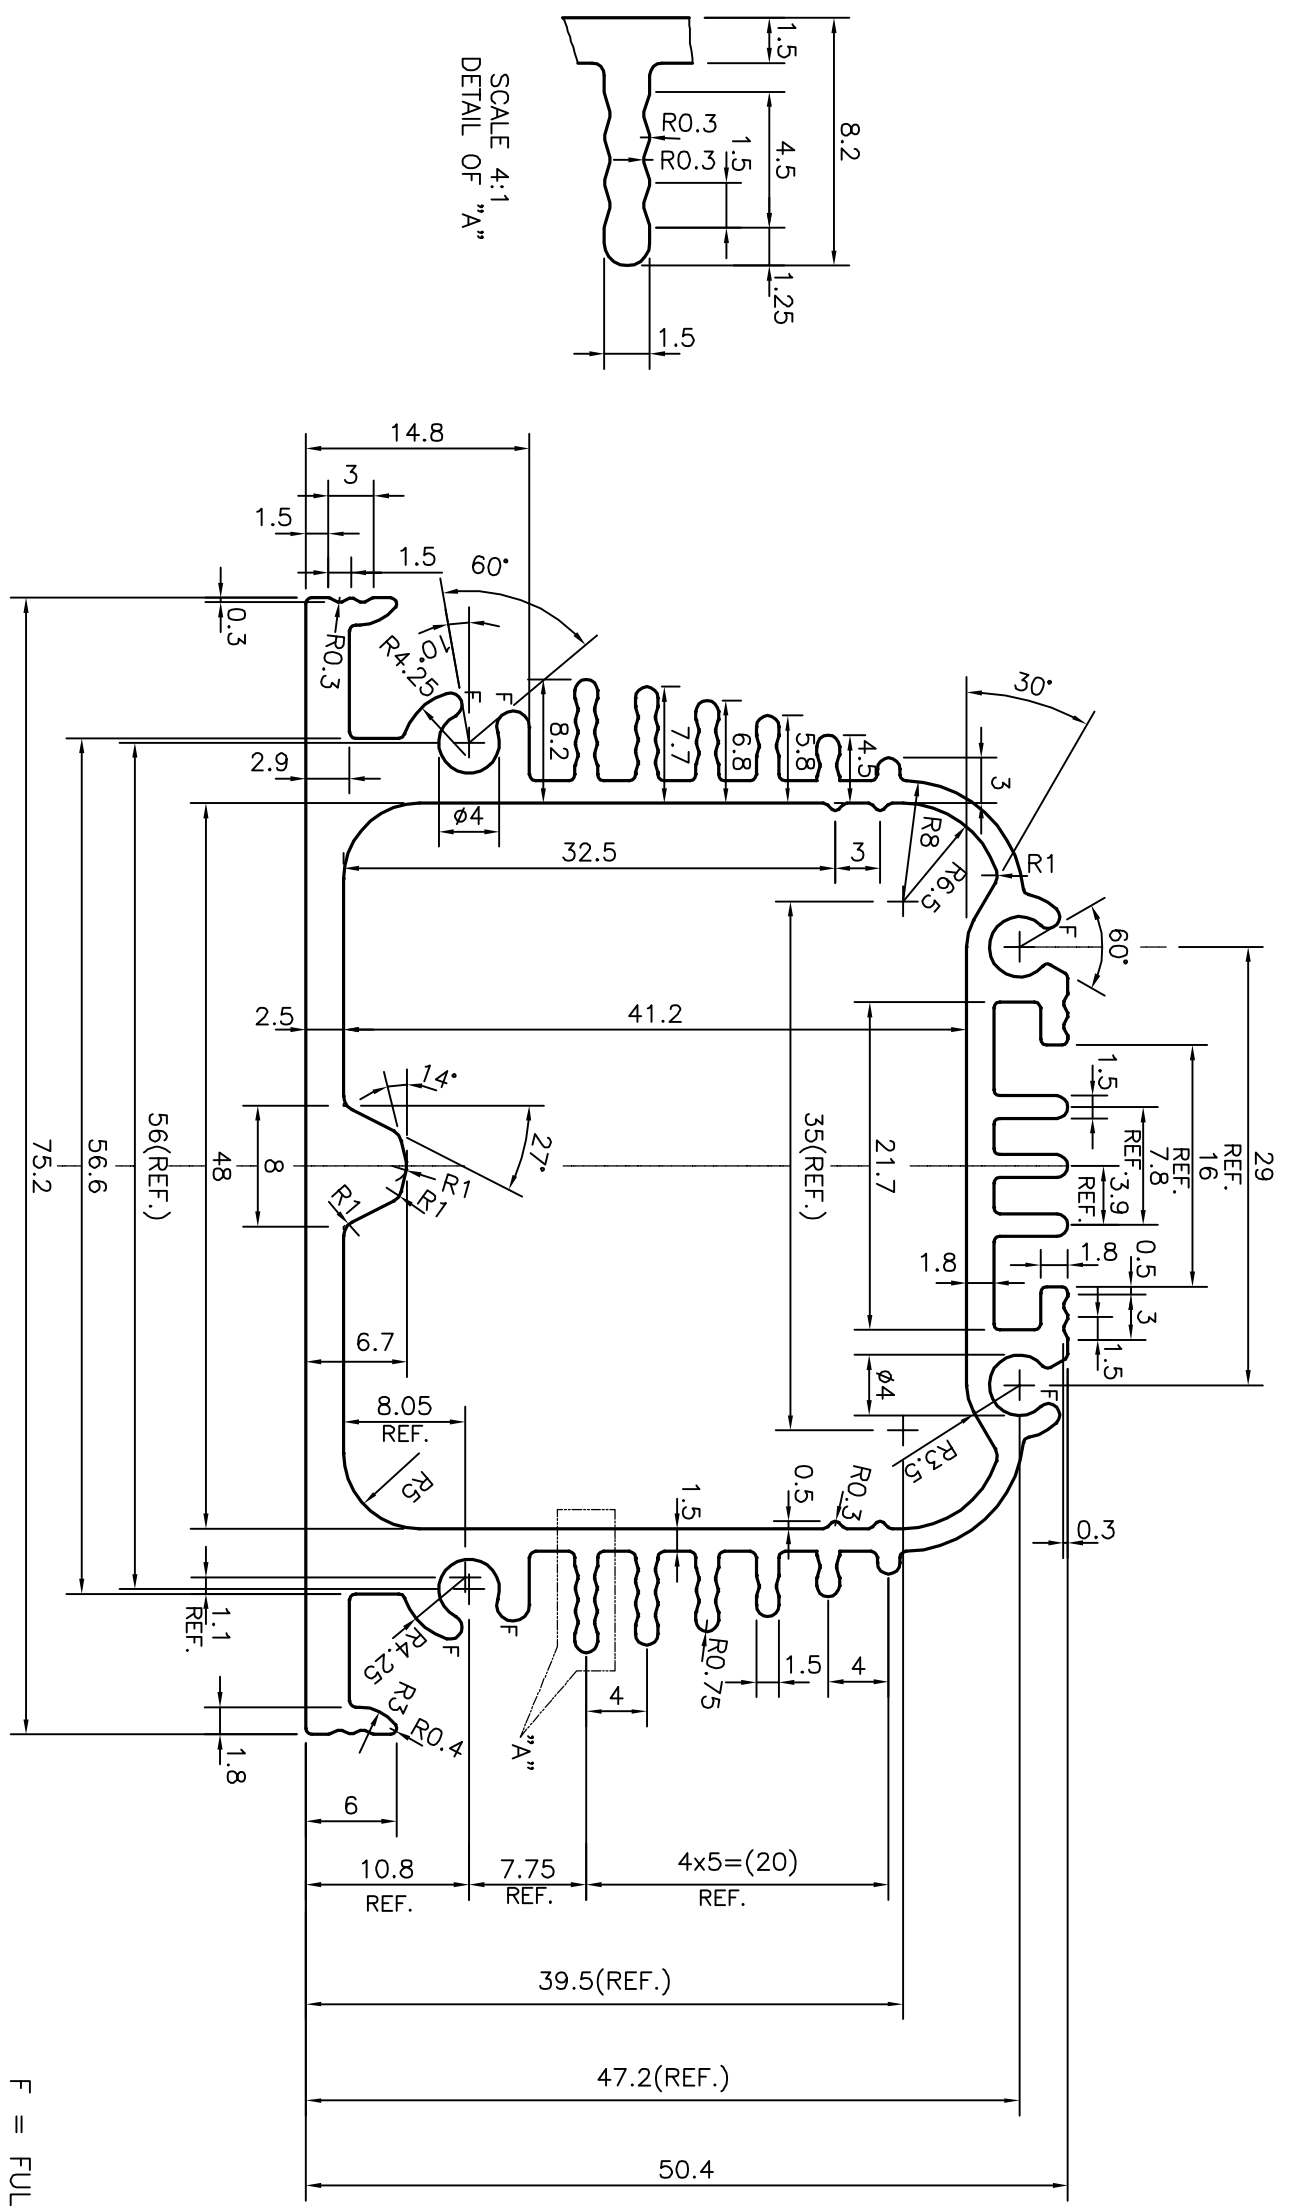 1.5
8.2
4.5
1.5
R0.3
R0.3
1.25
1.5
SCALE 4:1
DETAIL OF "A"
14.8
3
1.5
1.5
60°
10°
R4.25
F
F
0.3
R0.3
2.9
ø4
8.2
7.7
6.8
5.8
4.5
3
30°
R8
R6.5
R1
32.5
3
F
60°
2.5
41.2
14°
27°
8
R1
R1
R1
35(REF.)
21.7
1.5
REF.
3.9
REF.
7.8
REF.
16
REF.
29
48
56(REF.)
56.6
75.2
1.8
1.8
0.5
3
1.5
6.7
8.05
REF.
R5
ø4
F
R3.5
0.3
0.5
R0.3
1.5
1.1
REF.
F
F
R4.25
R3
R0.4
1.8
R0.75
1.5
4
4
"A"
6
10.8
REF.
7.75
REF.
4x5=(20)
REF.
39.5(REF.)
47.2(REF.)
50.4
F = FUL